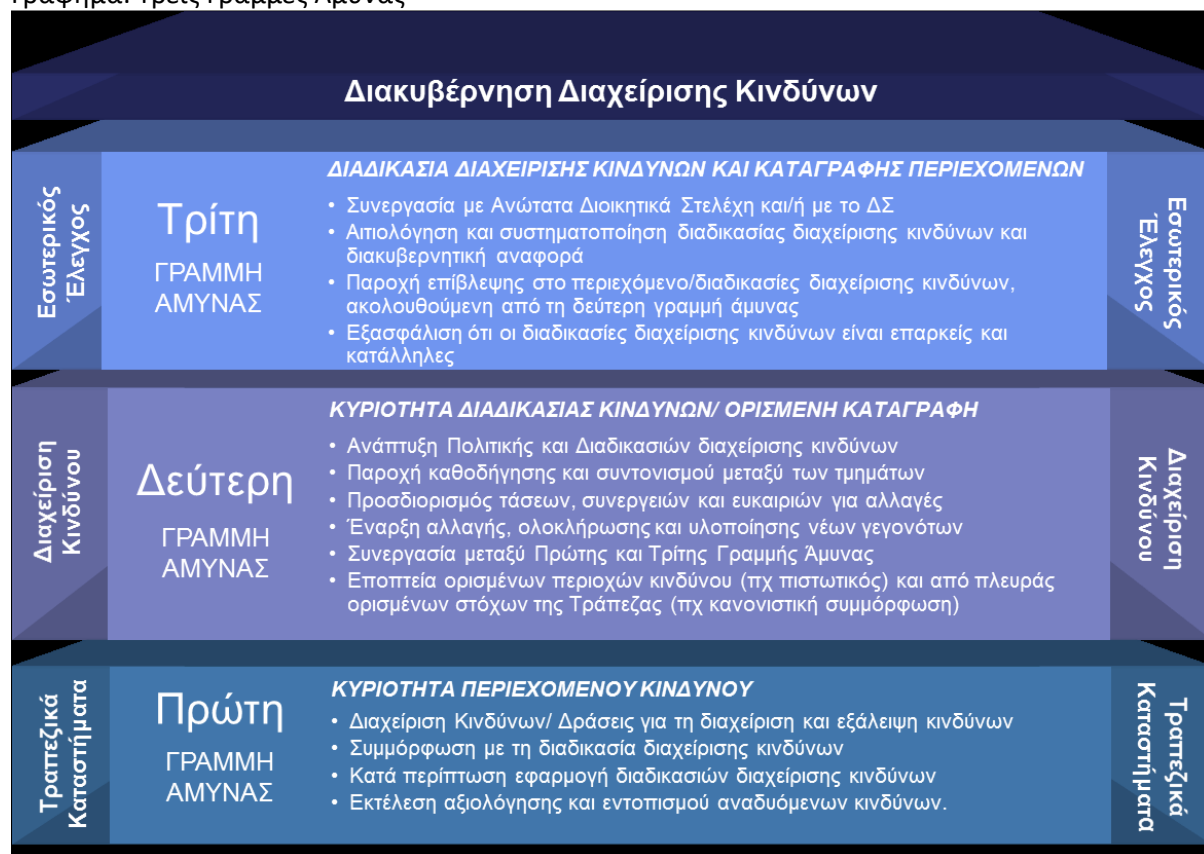 Γράφημα: Τρεις Γραμμές Άμυνας
Διακυβέρνηση Διαχείρισης Κινδύνων
Εσωτερικός
Έλεγχος
Τρίτη
ΓΡΑΜΜΗ
ΑΜΥΝΑΣ
ΔΙΑΔΙΚΑΣΙΑ ΔΙΑΧΕΙΡΙΣΗΣ ΚΙΝΔΥΝΩΝ ΚΑΙ ΚΑΤΑΓΡΑΦΗΣ ΠΕΡΙΕΧΟΜΕΝΩΝ
• Συνεργασία με Ανώτατα Διοικητικά Στελέχη και/ή με το ΔΣ
• Αιτιολόγηση και συστηματοποίηση διαδικασίας διαχείρισης κινδύνων και
διακυβερνητική αναφορά
• Παροχή επίβλεψης στο περιεχόμενο/διαδικασίες διαχείρισης κινδύνων,
ακολουθούμενη από τη δεύτερη γραμμή άμυνας
• Εξασφάλιση ότι οι διαδικασίες διαχείρισης κινδύνων είναι επαρκείς και
κατάλληλες
Εσωτερικός
Έλεγχος
Διαχείριση
Κινδύνου
Δεύτερη
ΓΡΑΜΜΗ
ΑΜΥΝΑΣ
ΚΥΡΙΟΤΗΤΑ ΔΙΑΔΙΚΑΣΙΑΣ ΚΙΝΔΥΝΩΝ/ ΟΡΙΣΜΕΝΗ ΚΑΤΑΓΡΑΦΗ
• Ανάπτυξη Πολιτικής και Διαδικασιών διαχείρισης κινδύνων
• Παροχή καθοδήγησης και συντονισμού μεταξύ των τμημάτων
• Προσδιορισμός τάσεων, συνεργειών και ευκαιριών για αλλαγές
• Έναρξη αλλαγής, ολοκλήρωσης και υλοποίησης νέων γεγονότων
• Συνεργασία μεταξύ Πρώτης και Τρίτης Γραμμής Άμυνας
• Εποπτεία ορισμένων περιοχών κινδύνου (πχ πιστωτικός) και από πλευράς
ορισμένων στόχων της Τράπεζας (πχ κανονιστική συμμόρφωση)
Διαχείριση
Κινδύνου
Τραπεζικά
Καταστήματα
Πρώτη
ΓΡΑΜΜΗ
ΑΜΥΝΑΣ
ΚΥΡΙΟΤΗΤΑ ΠΕΡΙΕΧΟΜΕΝΟΥ ΚΙΝΔΥΝΟΥ
• Διαχείριση Κινδύνων/ Δράσεις για τη διαχείριση και εξάλειψη κινδύνων
• Συμμόρφωση με τη διαδικασία διαχείρισης κινδύνων
• Κατά περίπτωση εφαρμογή διαδικασιών διαχείρισης κινδύνων
• Εκτέλεση αξιολόγησης και εντοπισμού αναδυόμενων κινδύνων.
Τραπεζικά
Καταστήματα